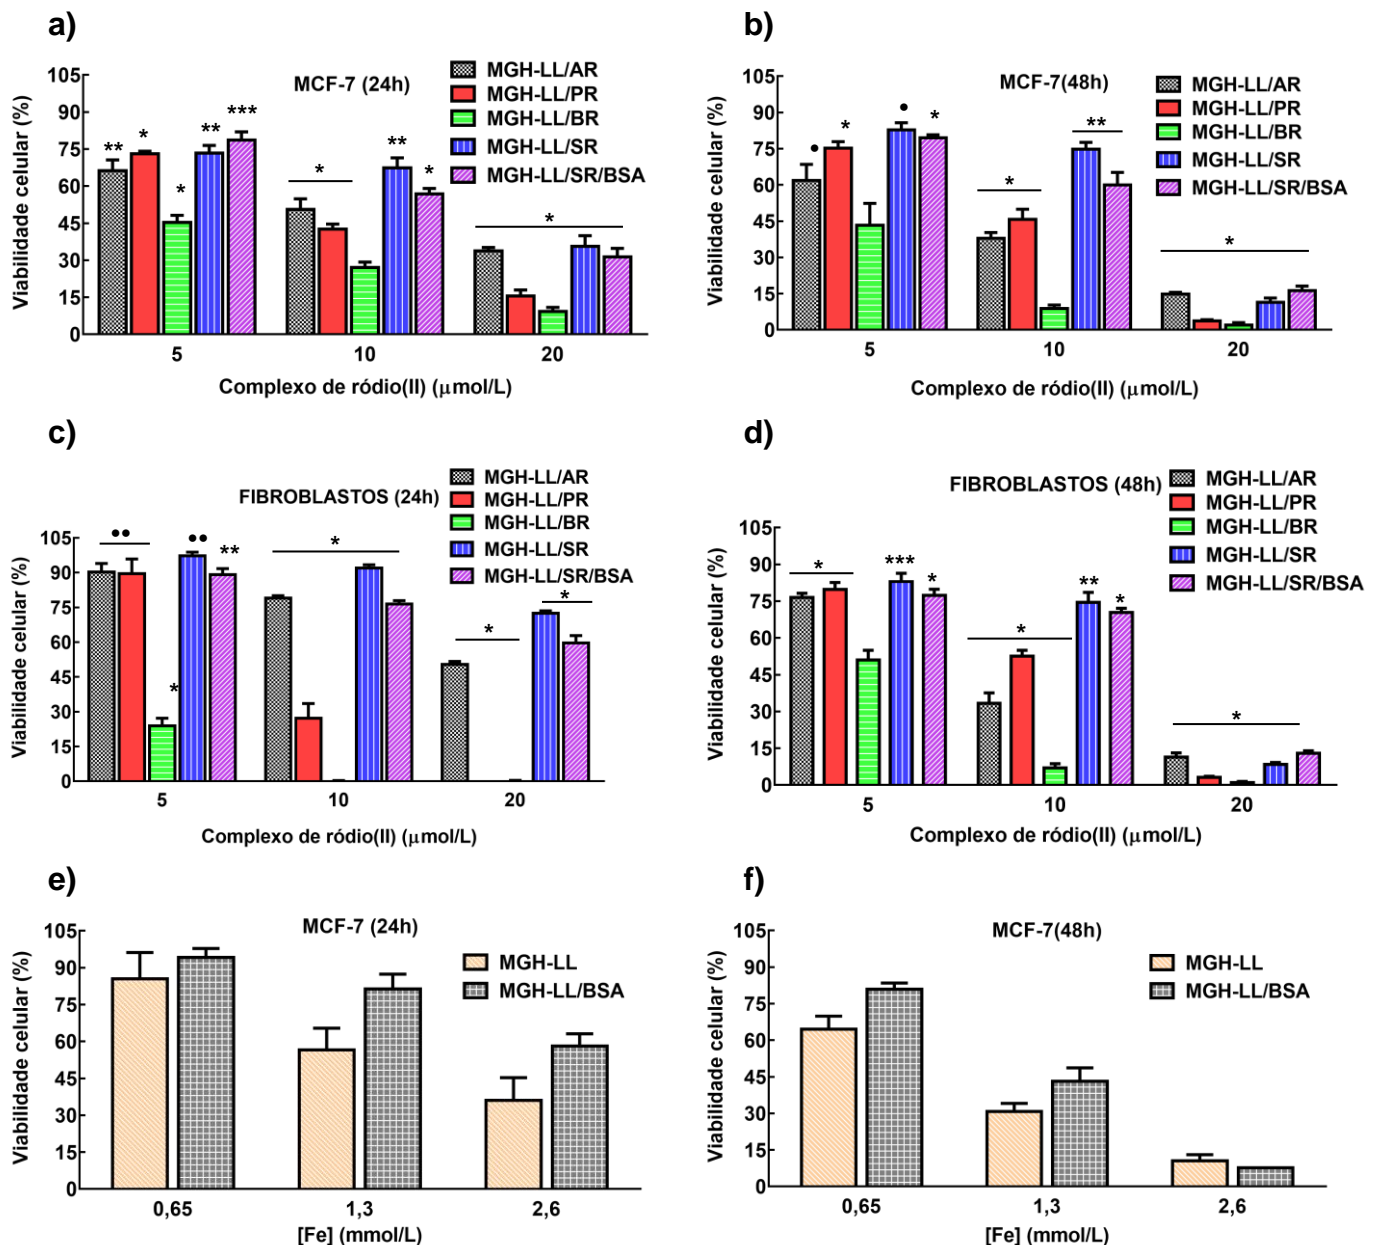 a)
MCF-7 (24h)
MGH-LL/AR
MGH-LL/PR
MGH-LL/BR
MGH-LL/SR
MGH-LL/SR/BSA
Viabilidade celular (%)
105
90
75
60
45
30
15
0
** * * ** ***
* ** *
*
5 10 20
Complexo de ródio(II) (µmol/L)
b)
MCF-7(48h)
MGH-LL/AR
MGH-LL/PR
MGH-LL/BR
MGH-LL/SR
MGH-LL/SR/BSA
Viabilidade celular (%)
105
90
75
60
45
30
15
0
• * • *
* **
*
5 10 20
Complexo de ródio(II) (µmol/L)
c)
FIBROBLASTOS (24h)
MGH-LL/AR
MGH-LL/PR
MGH-LL/BR
MGH-LL/SR
MGH-LL/SR/BSA
Viabilidade celular (%)
105
90
75
60
45
30
15
0
•• * •• **
*
* *
5 10 20
Complexo de ródio(II) (µmol/L)
d)
FIBROBLASTOS (48h)
MGH-LL/AR
MGH-LL/PR
MGH-LL/BR
MGH-LL/SR
MGH-LL/SR/BSA
Viabilidade celular (%)
105
90
75
60
45
30
15
0
* *** *
* ** *
*
5 10 20
Complexo de ródio(II) (µmol/L)
e)
MCF-7 (24h)
MGH-LL
MGH-LL/BSA
Viabilidade celular (%)
105
90
75
60
45
30
15
0
0,65 1,3 2,6
[Fe] (mmol/L)
f)
MCF-7(48h)
MGH-LL
MGH-LL/BSA
Viabilidade celular (%)
105
90
75
60
45
30
15
0
0,65 1,3 2,6
[Fe] (mmol/L)